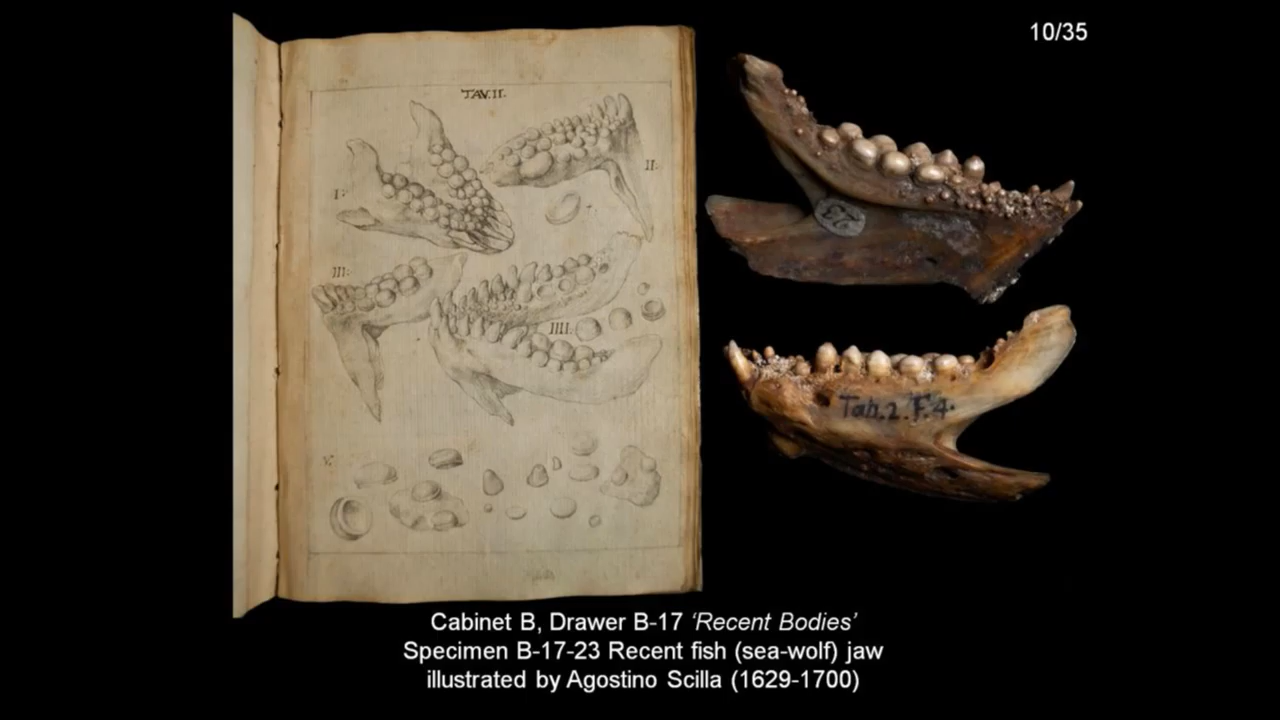 10/35
TAV. II.
I:
II.
III:
IIII.
V.
23
Tab. 2. F. 4.
Cabinet B, Drawer B-17 ‘Recent Bodies’
Specimen B-17-23 Recent fish (sea-wolf) jaw
illustrated by Agostino Scilla (1629-1700)